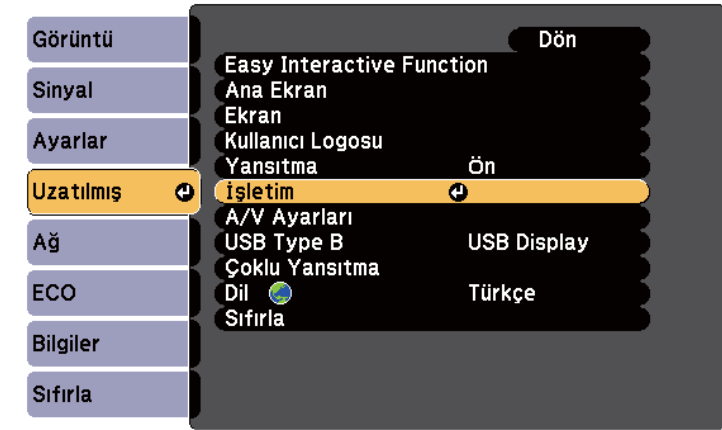 Görüntü
Sinyal
Ayarlar
Uzatılmış
Ağ
ECO
Bilgiler
Sıfırla
Dön
Easy Interactive Function
Ana Ekran
Ekran
Kullanıcı Logosu
Yansıtma Ön
İşletim
A/V Ayarları
USB Type B USB Display
Çoklu Yansıtma
Dil Türkçe
Sıfırla